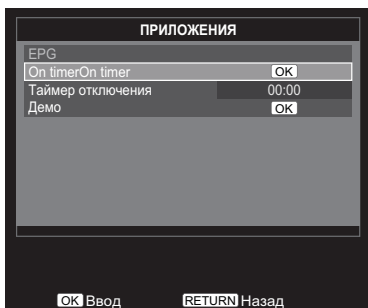 ПРИЛОЖЕНИЯ
EPG
On timerOn timer OK
Таймер отключения 00:00
Демо OK
OK Ввод RETURN Назад